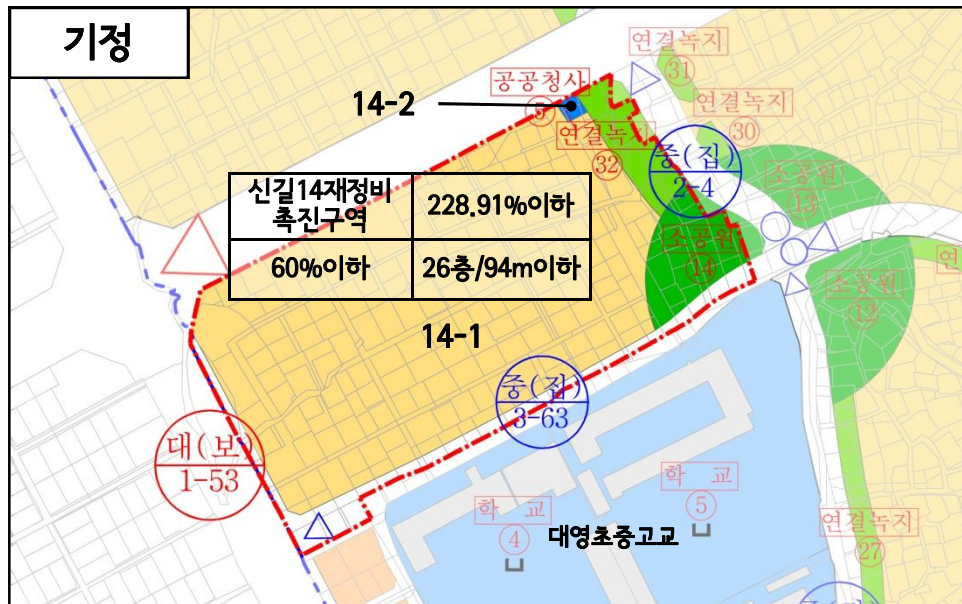 기정
연결녹지
31
공공청사
5
14-2
연결녹지
30
연결녹지
32
중(집)
2-4
소공원
13
신길14재정비
촉진구역
228.91%이하
60%이하
26층/94m이하
소공원
14
연
소공원
12
14-1
중(집)
3-63
대(보)
1-53
학 교
4
학 교
5
대영초중고교
연결녹지
27